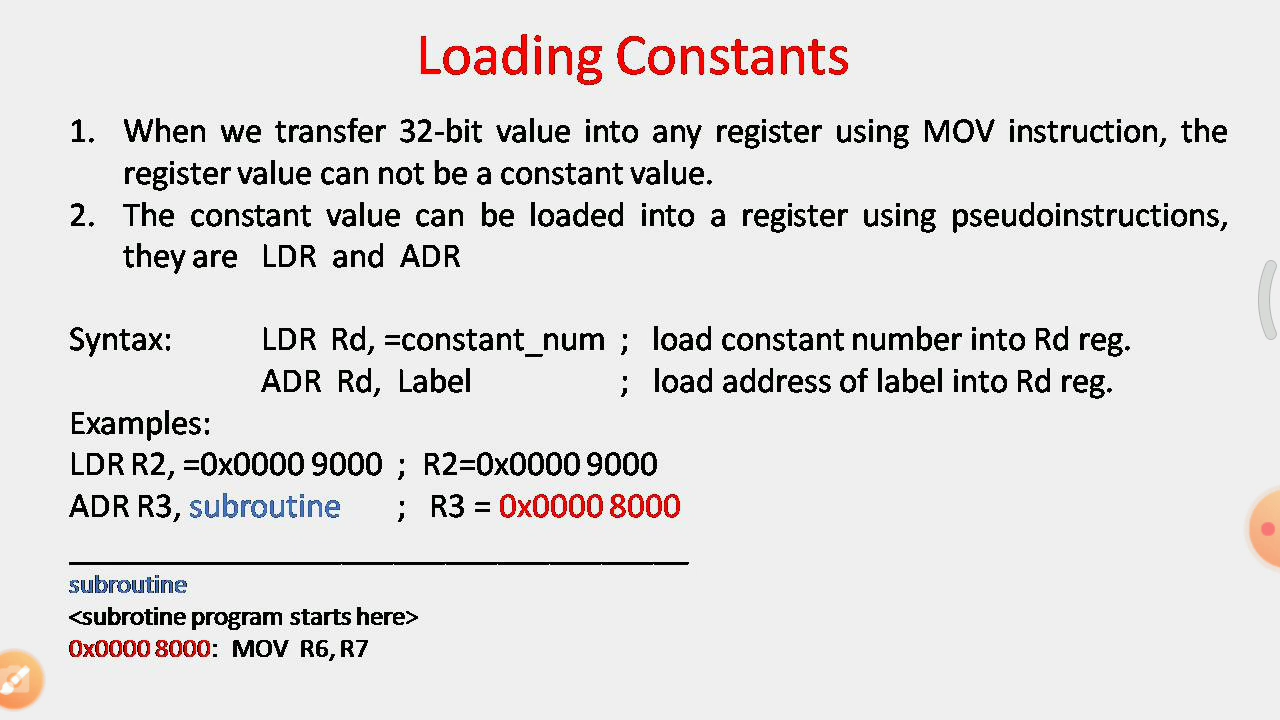 Loading Constants
1. When we transfer 32-bit value into any register using MOV instruction, the
register value can not be a constant value.
2. The constant value can be loaded into a register using pseudoinstructions,
they are LDR and ADR
Syntax: LDR Rd, =constant_num ; load constant number into Rd reg.
ADR Rd, Label ; load address of label into Rd reg.
Examples:
LDR R2, =0x0000 9000 ; R2=0x0000 9000
ADR R3, subroutine ; R3 = 0x0000 8000
subroutine
<subrotine program starts here>
0x0000 8000: MOV R6, R7